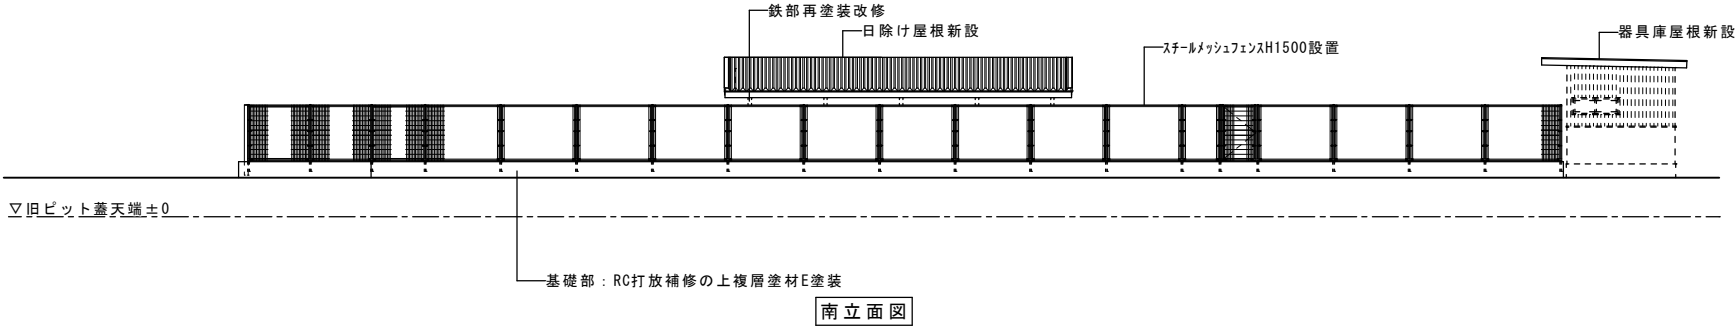 鉄部再塗装改修
日除け屋根新設
スチールメッシュフェンスH1500設置
器具庫屋根新設
▽旧ピット蓋天端±0
基礎部：RC打放補修の上複層塗材E塗装
南立面図